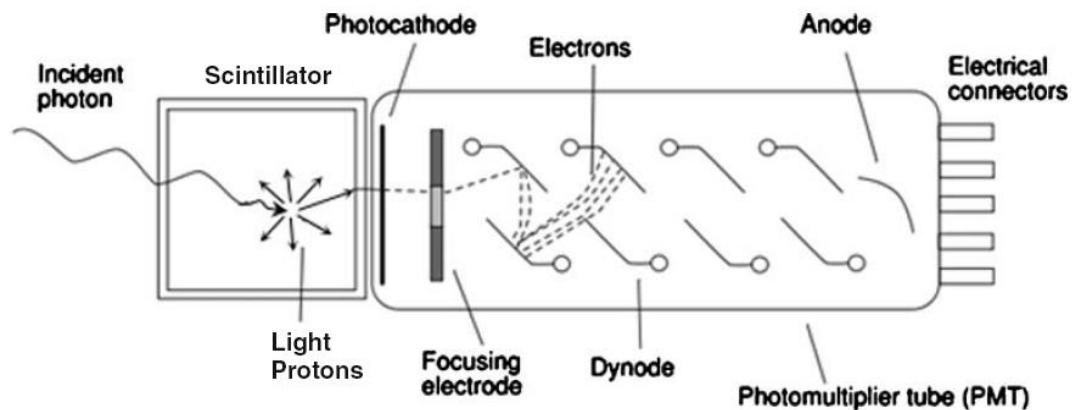 Photocathode
Electrons
Anode
Incident
photon
Scintillator
Electrical
connectors
Light
Protons
Focusing
electrode
Dynode
Photomultiplier tube (PMT)